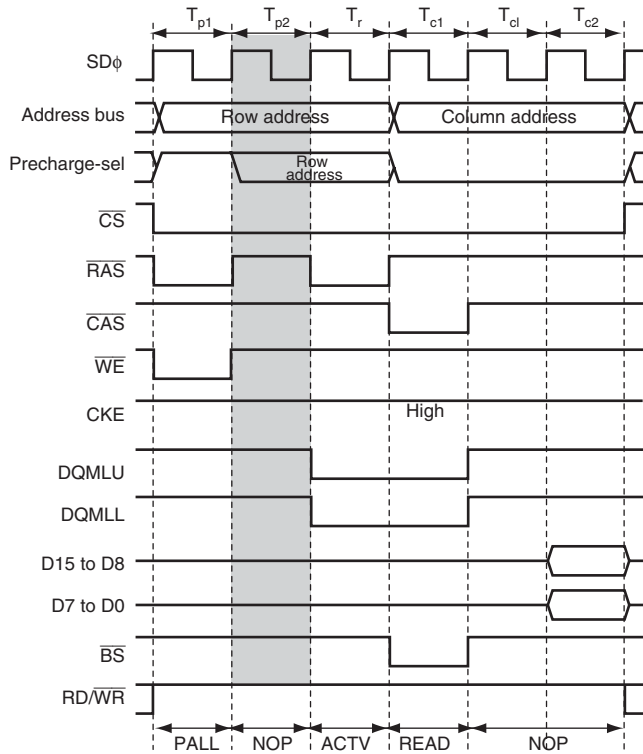 Tp1 Tp2 Tr Tc1 Tcl Tc2
SDϕ
Address bus Row address Column address
Precharge-sel Row address
CS
RAS
CAS
WE
CKE High
DQMLU
DQMLL
D15 to D8
D7 to D0
BS
RD/WR
PALL NOP ACTV READ NOP